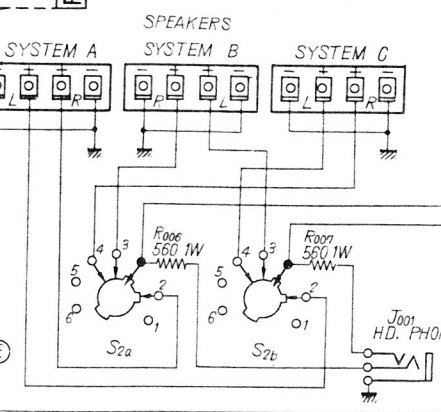 SPEAKERS
SYSTEM A
SYSTEM B
SYSTEM C
− + + −
− + + −
− + + −
L R
R L
L R
R006
560 1W
R007
560 1W
4 3
5
2
6
1
4 3
5
2
6
1
S2a
S2b
J001
HD. PHON